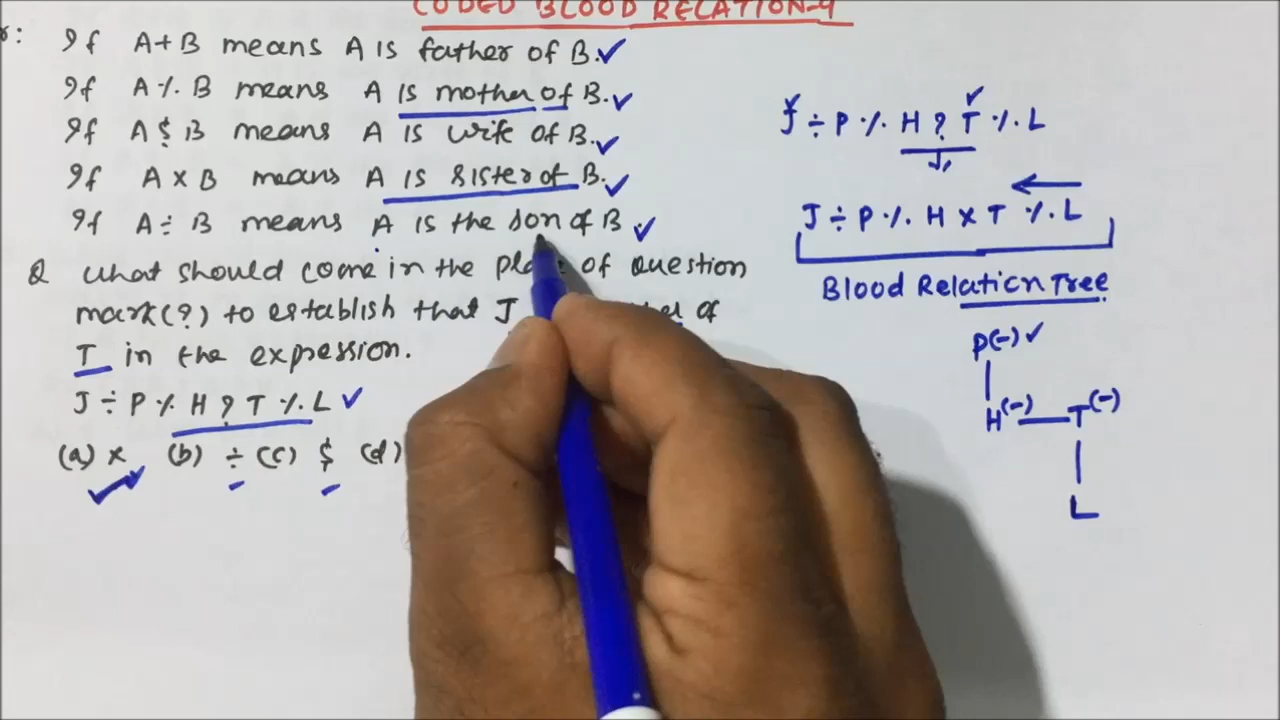 CODED BLOOD RELATION-4
If A+B means A is father of B.
If A % B means A is mother of B.
If A $ B means A is wife of B.
If A × B means A is sister of B.
If A ÷ B means A is the son of B
Q what should come in the of question
mark(?) to establish that J of
T in the expression.
J ÷ P % H ? T % L
(a) × (b) ÷ (c) $ (d)
J ÷ P % H ? T % L
J ÷ P % H × T % L
Blood Relation Tree
P(-)
H(-) T(-)
L